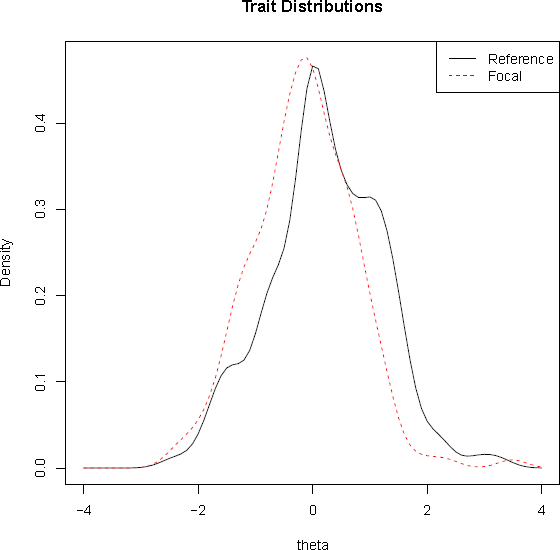 Trait Distributions
Reference
Focal
Density
0.4
0.3
0.2
0.1
0.0
−4 −2 0 2 4
theta